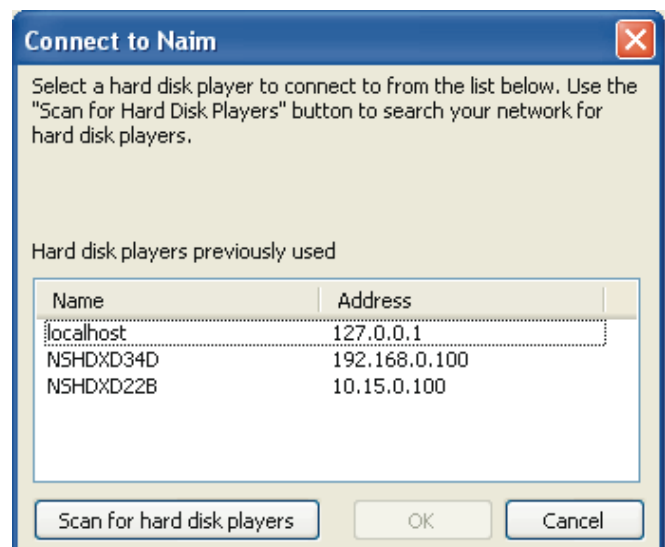 Connect to Naim
Select a hard disk player to connect to from the list below. Use the
"Scan for Hard Disk Players" button to search your network for
hard disk players.
Hard disk players previously used
Name Address
localhost 127.0.0.1
NSHDXD34D 192.168.0.100
NSHDXD22B 10.15.0.100
Scan for hard disk players OK Cancel